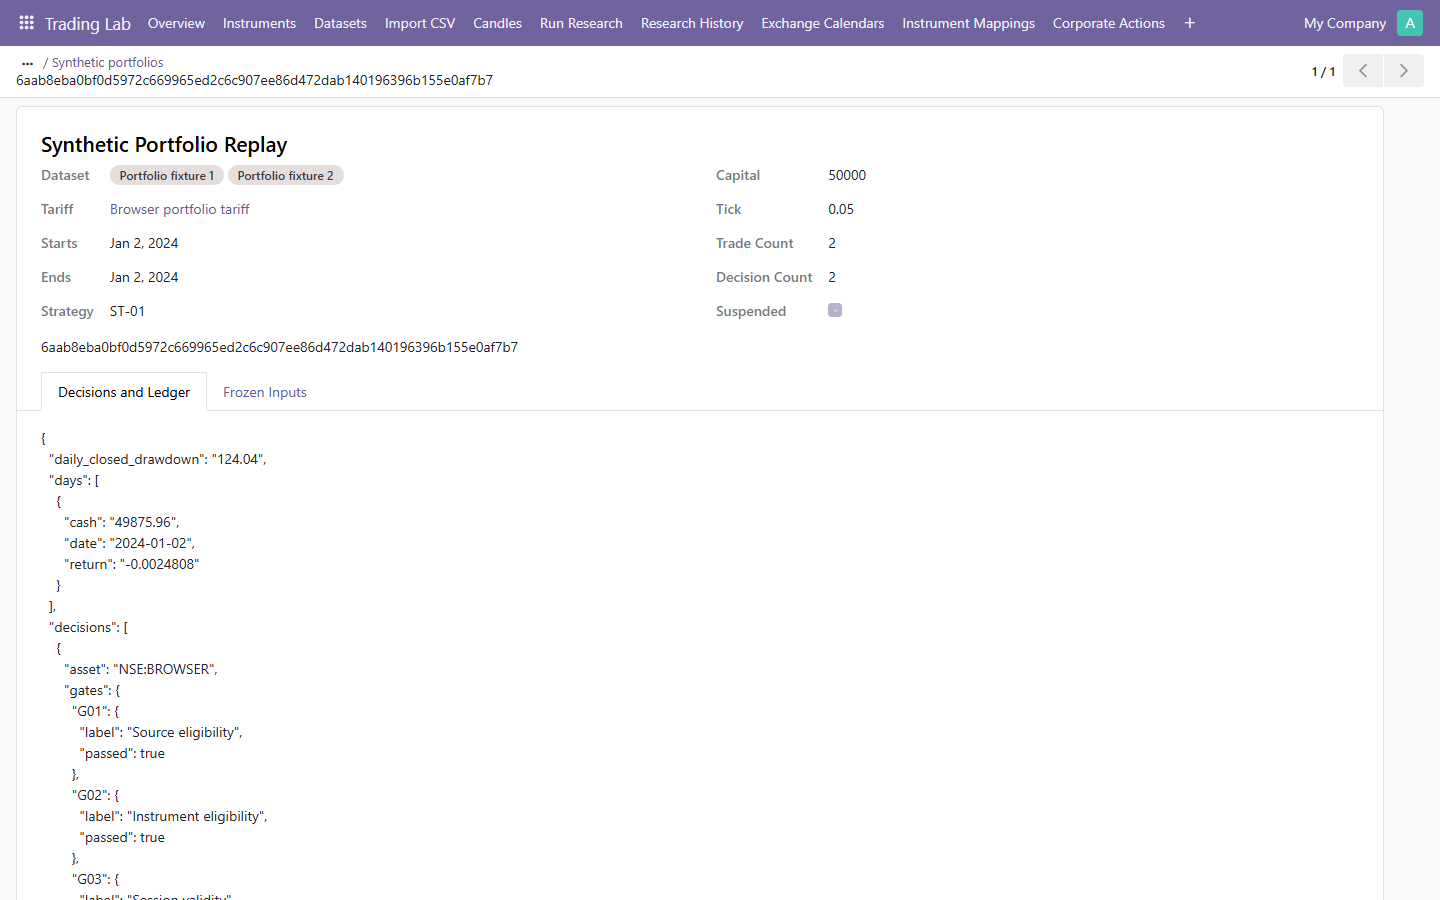 Trading Lab Overview Instruments Datasets Import CSV Candles Run Research Research History Exchange Calendars Instrument Mappings Corporate Actions + My Company A
... / Synthetic portfolios
6aab8eba0bf0d5972c669965ed2c6c907ee86d472dab140196396b155e0af7b7
1 / 1
Synthetic Portfolio Replay
Dataset Portfolio fixture 1 Portfolio fixture 2
Capital 50000
Tariff Browser portfolio tariff
Tick 0.05
Starts Jan 2, 2024
Trade Count 2
Ends Jan 2, 2024
Decision Count 2
Strategy ST-01
Suspended
6aab8eba0bf0d5972c669965ed2c6c907ee86d472dab140196396b155e0af7b7
Decisions and Ledger Frozen Inputs
{
"daily_closed_drawdown": "124.04",
"days": [
{
"cash": "49875.96",
"date": "2024-01-02",
"return": "-0.0024808"
}
],
"decisions": [
{
"asset": "NSE:BROWSER",
"gates": {
"G01": {
"label": "Source eligibility",
"passed": true
},
"G02": {
"label": "Instrument eligibility",
"passed": true
},
"G03": {
"label": "Session validity",